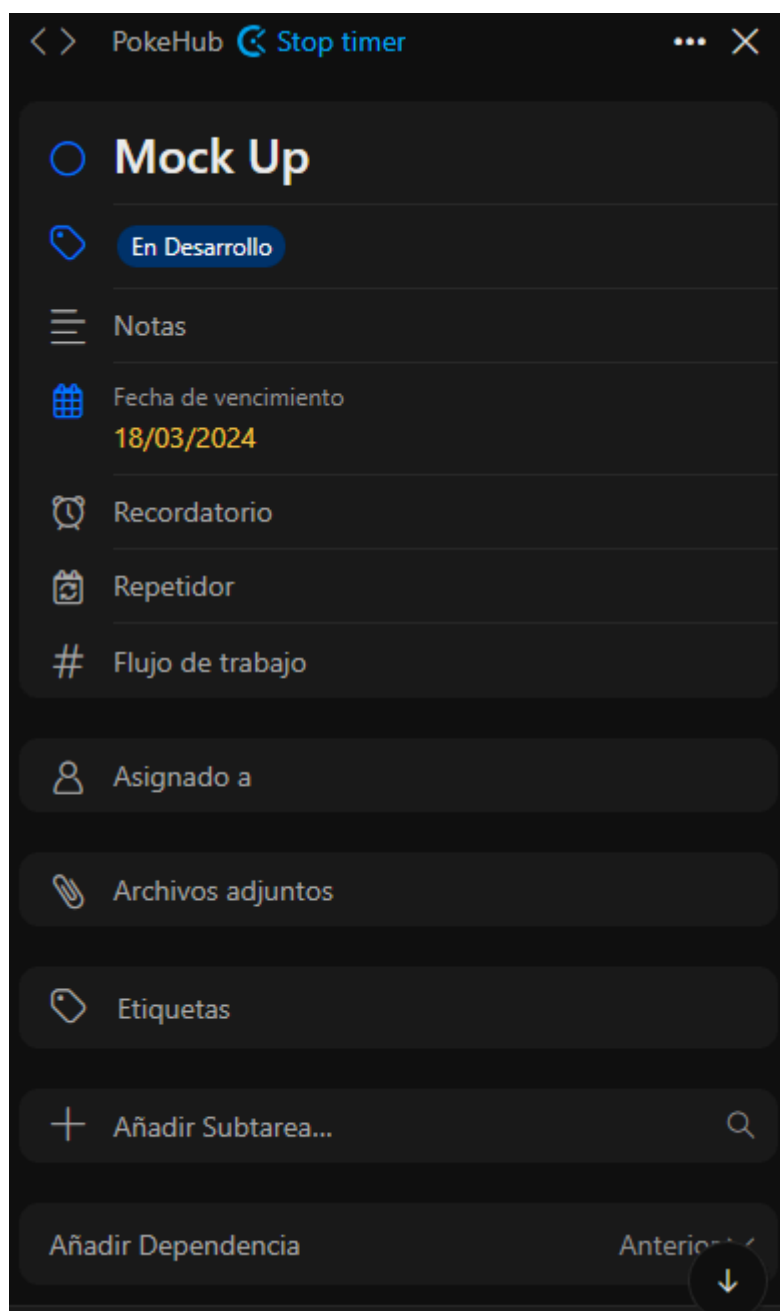 PokeHub Stop timer
Mock Up
En Desarrollo
Notas
Fecha de vencimiento
18/03/2024
Recordatorio
Repetidor
# Flujo de trabajo
Asignado a
Archivos adjuntos
Etiquetas
Añadir Subtarea...
Añadir Dependencia Anterior